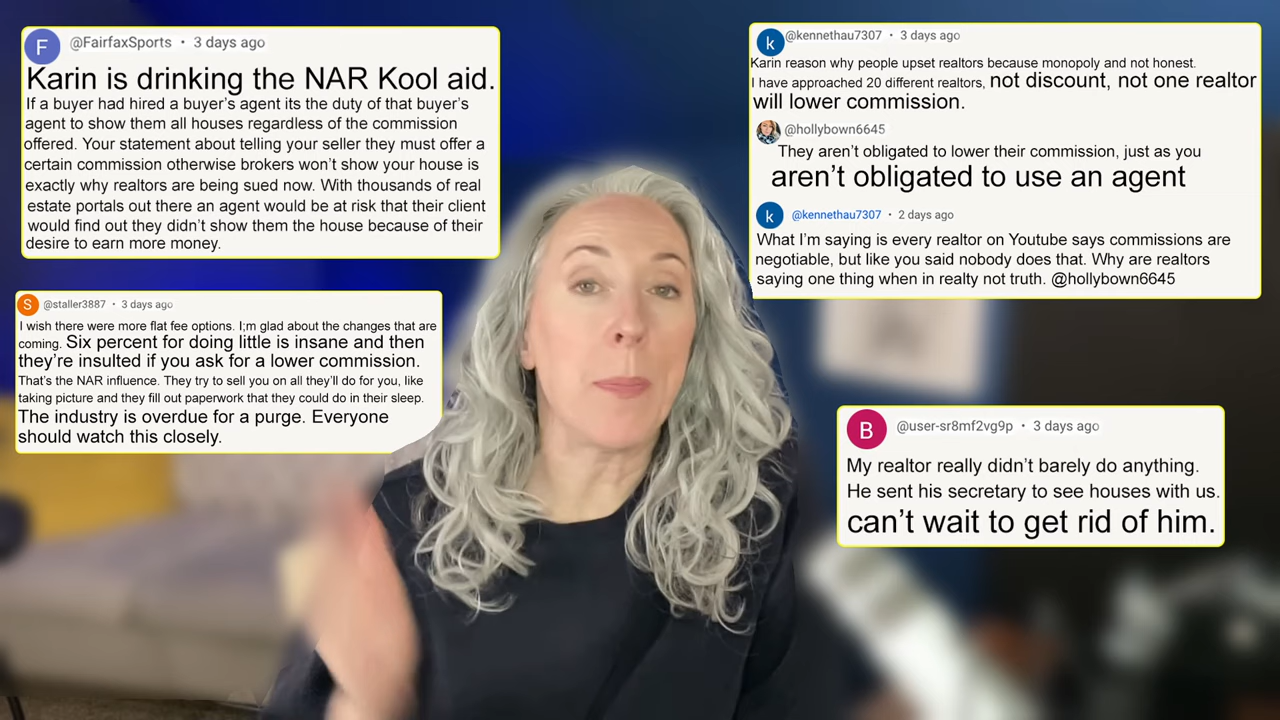 F @FairfaxSports • 3 days ago
Karin is drinking the NAR Kool aid.
If a buyer had hired a buyer's agent its the duty of that buyer's
agent to show them all houses regardless of the commission
offered. Your statement about telling your seller they must offer a
certain commission otherwise brokers won't show your house is
exactly why realtors are being sued now. With thousands of real
estate portals out there an agent would be at risk that their client
would find out they didn't show them the house because of their
desire to earn more money.
S @staller3887 • 3 days ago
I wish there were more flat fee options. I;m glad about the changes that are
coming. Six percent for doing little is insane and then
they're insulted if you ask for a lower commission.
That's the NAR influence. They try to sell you on all they'll do for you, like
taking picture and they fill out paperwork that they could do in their sleep.
The industry is overdue for a purge. Everyone
should watch this closely.
k @kennethau7307 • 3 days ago
Karin reason why people upset realtors because monopoly and not honest.
I have approached 20 different realtors, not discount, not one realtor
will lower commission.
@hollybown6645
They aren't obligated to lower their commission, just as you
aren't obligated to use an agent
k @kennethau7307 • 2 days ago
What I'm saying is every realtor on Youtube says commissions are
negotiable, but like you said nobody does that. Why are realtors
saying one thing when in realty not truth. @hollybown6645
B @user-sr8mf2vg9p • 3 days ago
My realtor really didn't barely do anything.
He sent his secretary to see houses with us.
can't wait to get rid of him.